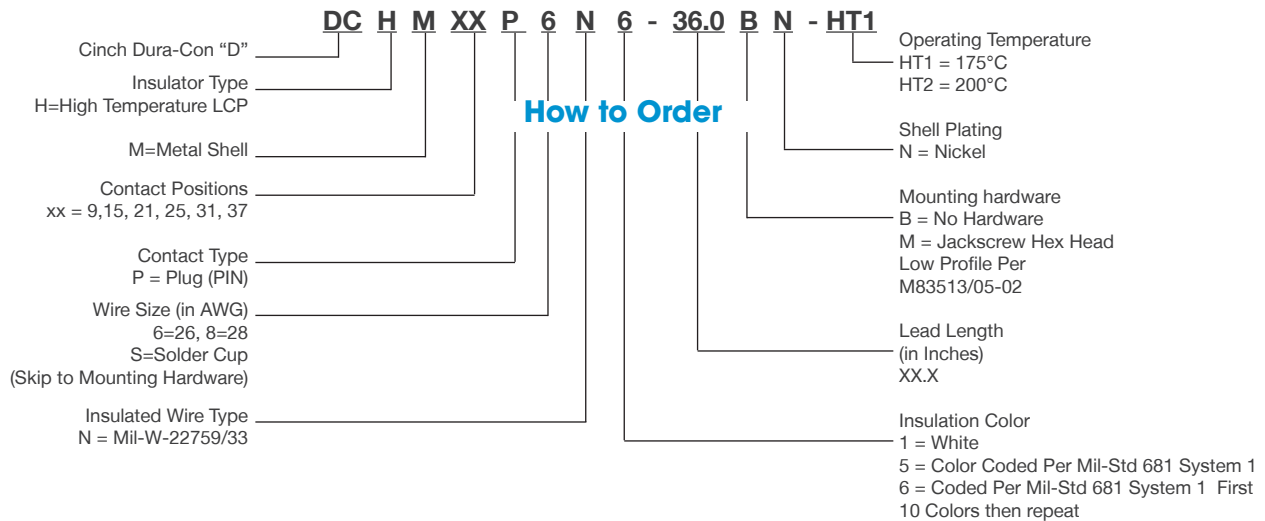 DC H M XX P 6 N 6 - 36.0 B N - HT1
How to Order
Cinch Dura-Con “D”
Insulator Type
H=High Temperature LCP
M=Metal Shell
Contact Positions
xx = 9,15, 21, 25, 31, 37
Contact Type
P = Plug (PIN)
Wire Size (in AWG)
6=26, 8=28
S=Solder Cup
(Skip to Mounting Hardware)
Insulated Wire Type
N = Mil-W-22759/33
Operating Temperature
HT1 = 175°C
HT2 = 200°C
Shell Plating
N = Nickel
Mounting hardware
B = No Hardware
M = Jackscrew Hex Head
Low Profile Per
M83513/05-02
Lead Length
(in Inches)
XX.X
Insulation Color
1 = White
5 = Color Coded Per Mil-Std 681 System 1
6 = Coded Per Mil-Std 681 System 1 First
10 Colors then repeat